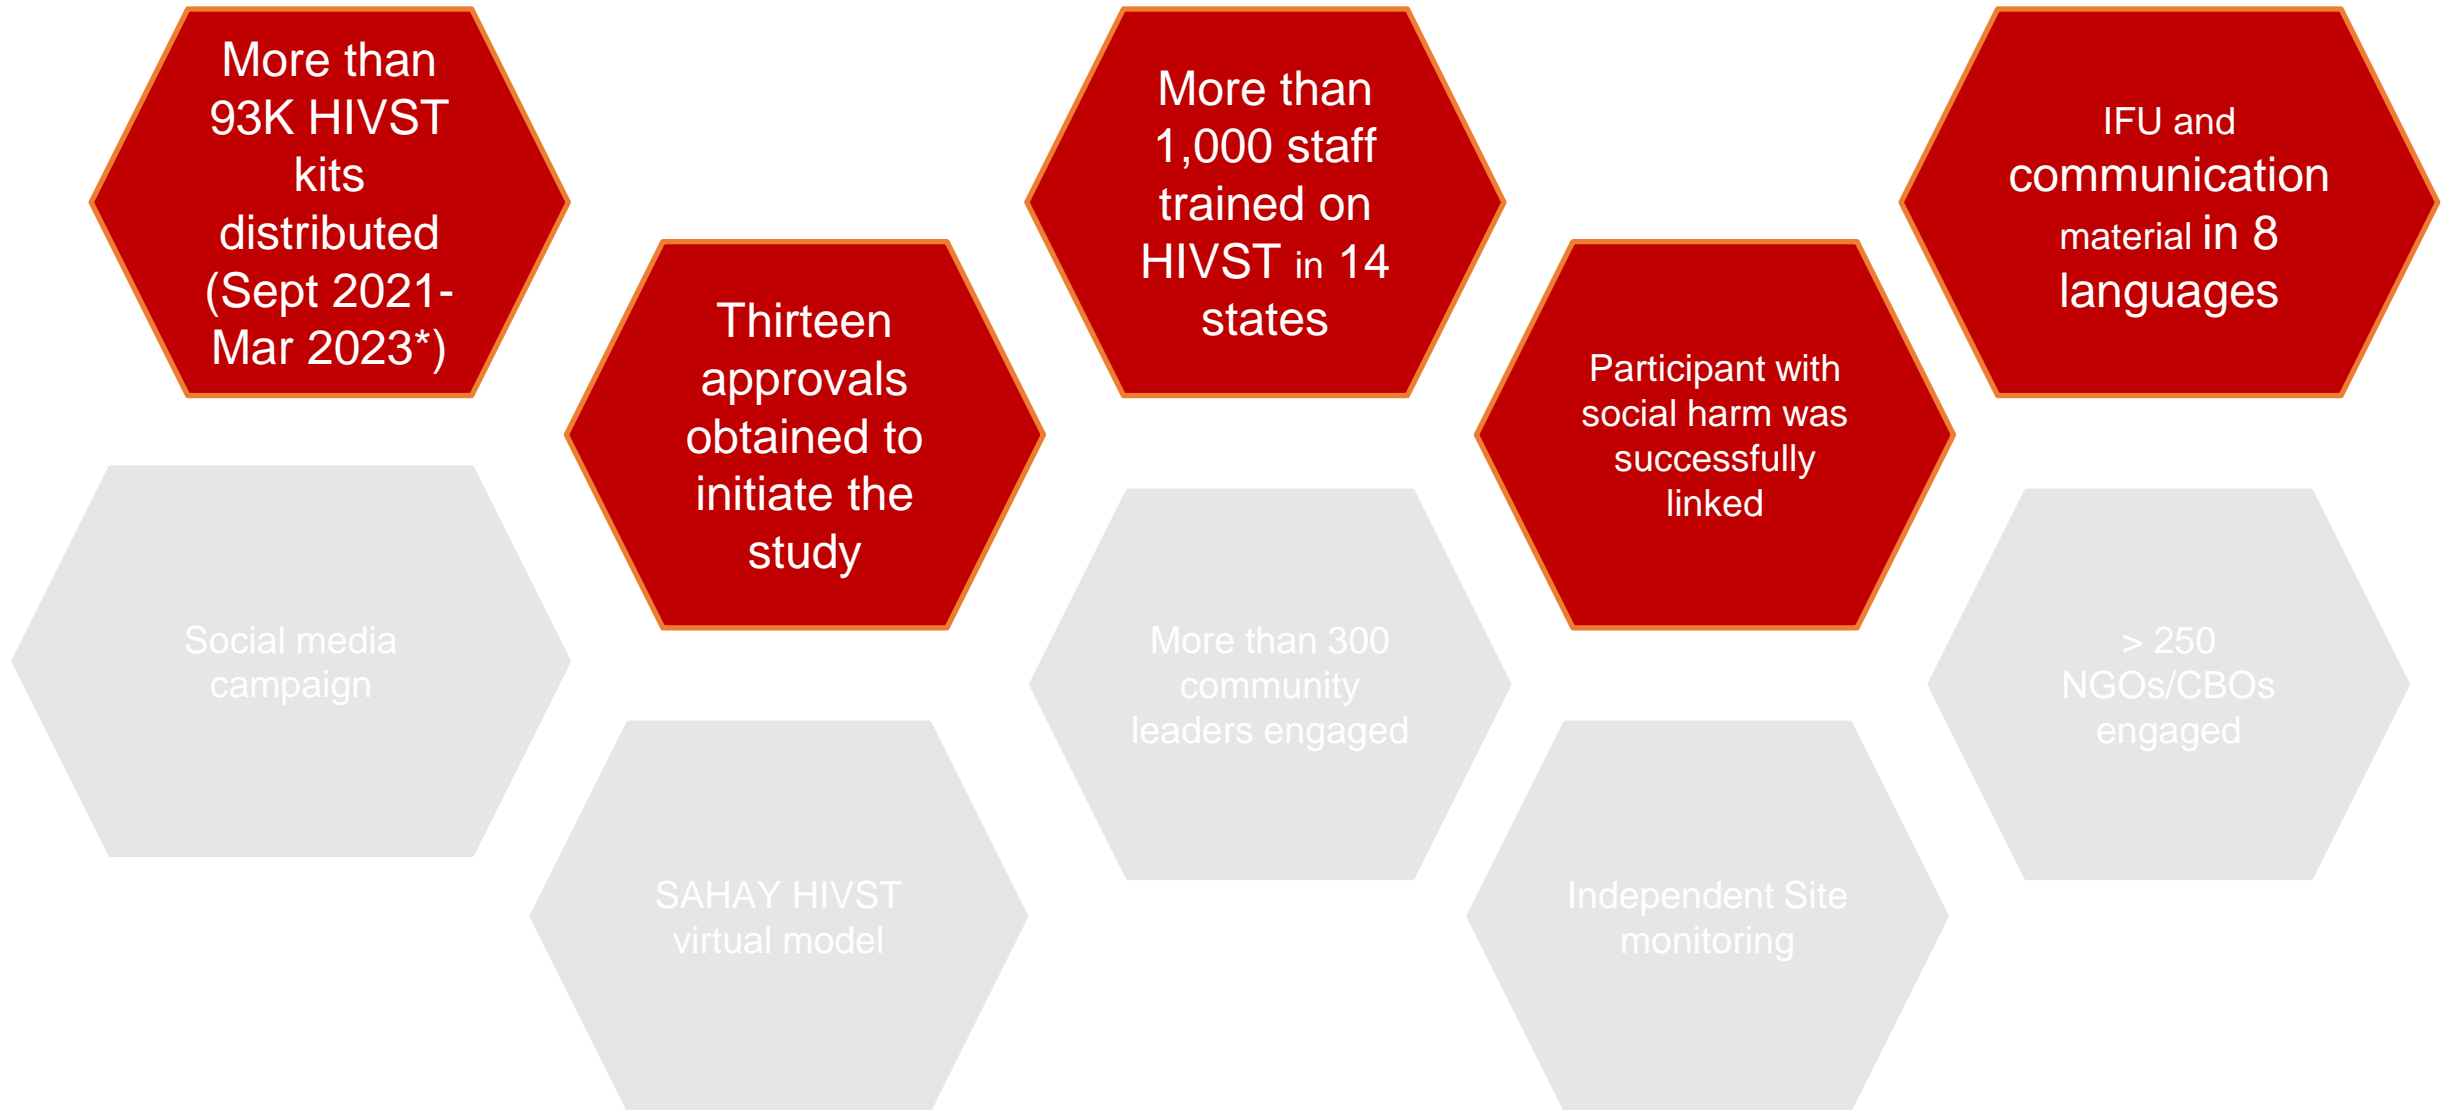 More than
93K HIVST
kits
distributed
(Sept 2021-
Mar 2023*)
Thirteen
approvals
obtained to
initiate the
study
More than
1,000 staff
trained on
HIVST in 14
states
Participant with
social harm was
successfully
linked
IFU and
communication
material in 8
languages
Social media
campaign
SAHAY HIVST
virtual model
More than 300
community
leaders engaged
Independent Site
monitoring
> 250
NGOs/CBOs
engaged